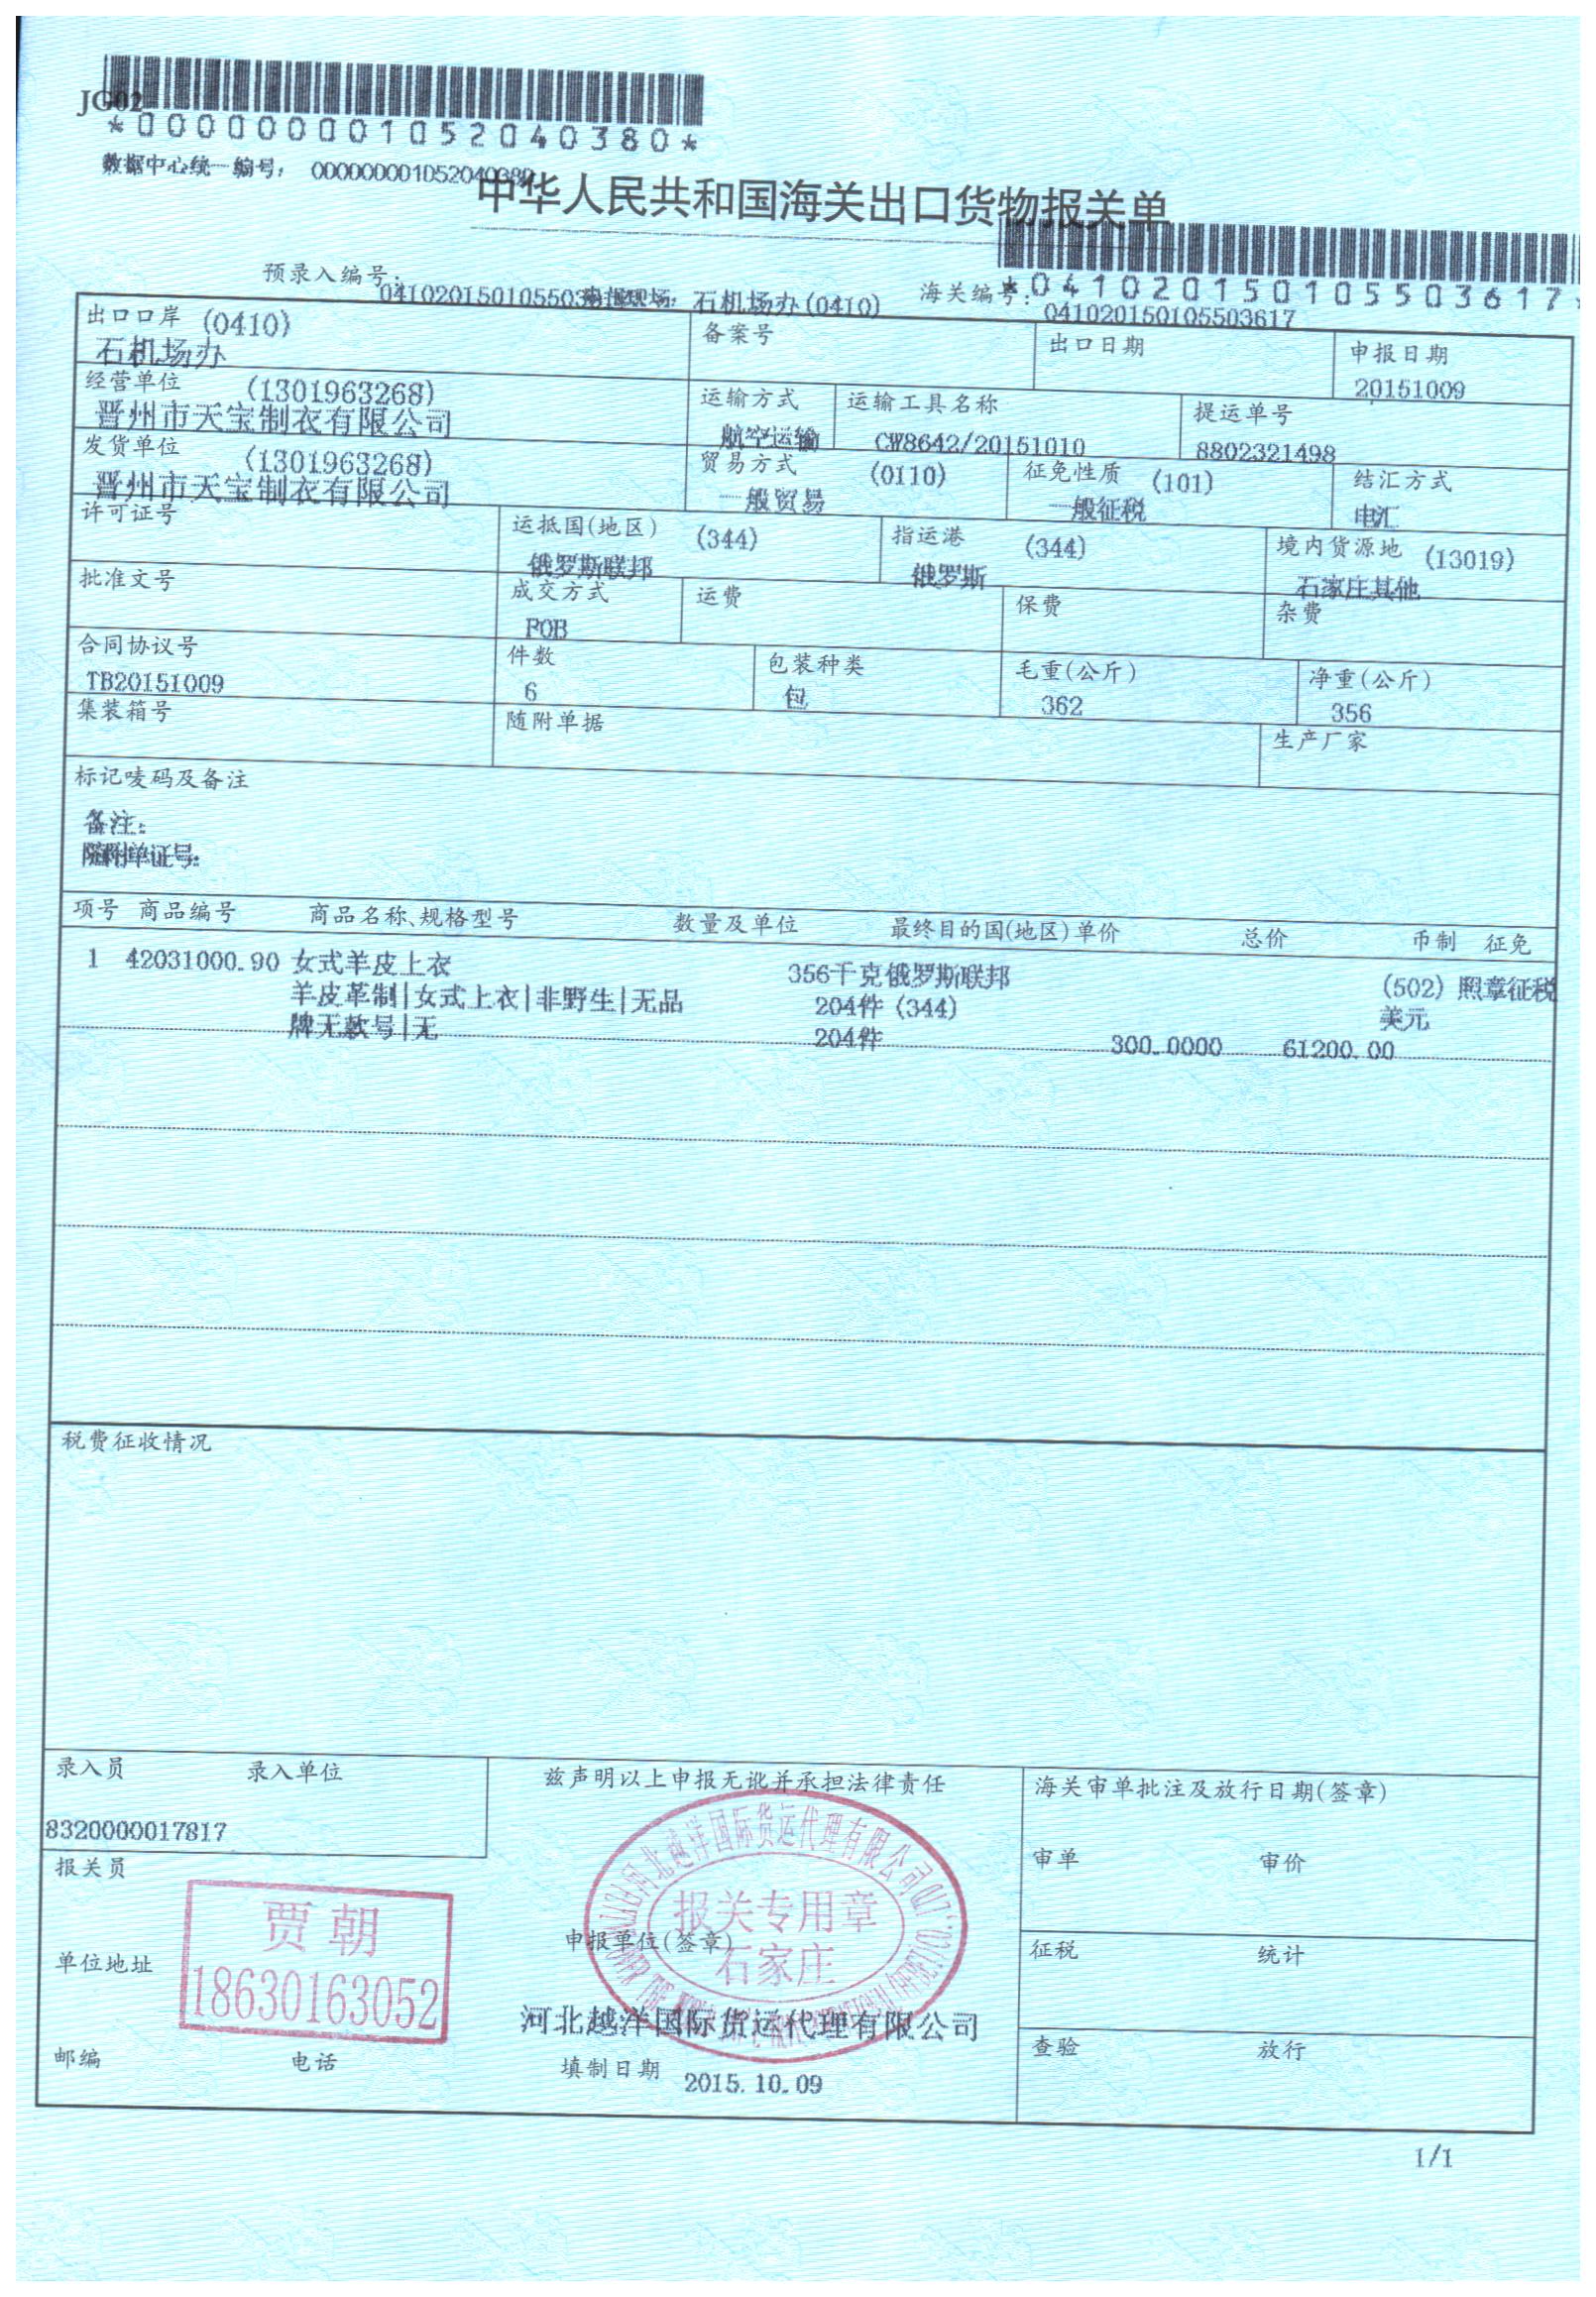 JG02
*000000001052040380*
数据中心统一编号： 000000001052040380
中华人民共和国海关出口货物报关单
*041020150105503617*
预录入编号： 申报现场：石机场办(0410) 海关编号：041020150105503617
出口口岸 (0410) 备案号 出口日期 申报日期
石机场办 20151009
经营单位 (1301963268) 运输方式 运输工具名称 提运单号
晋州市天宝制衣有限公司 航空运输 CW8642/20151010 8802321498
发货单位 (1301963268) 贸易方式 (0110) 征免性质 (101) 结汇方式
晋州市天宝制衣有限公司 一般贸易 一般征税 电汇
许可证号 运抵国(地区) (344) 指运港 (344) 境内货源地 (13019)
俄罗斯联邦 俄罗斯 石家庄其他
批准文号 成交方式 运费 保费 杂费
FOB
合同协议号 件数 包装种类 毛重(公斤) 净重(公斤)
TB20151009 6 包 362 356
集装箱号 随附单据 生产厂家
标记唛码及备注
备注：
随附单证号：
项号 商品编号 商品名称、规格型号 数量及单位 最终目的国(地区) 单价 总价 币制 征免
1 42031000.90 女式羊皮上衣 356千克 俄罗斯联邦 (502) 照章征税
羊皮革制|女式上衣|非野生|无品 204件 (344) 美元
牌无款号|无 204件 300.0000 61200.00
税费征收情况
录入员 录入单位 兹声明以上申报无讹并承担法律责任 海关审单批注及放行日期(签章)
8320000017817
报关员 审单 审价
河北越洋国际货运代理有限公司
报关专用章
石家庄
贾朝
18630163052
单位地址 申报单位(签章) 征税 统计
河北越洋国际货运代理有限公司
邮编 电话 填制日期 2015.10.09 查验 放行
1/1